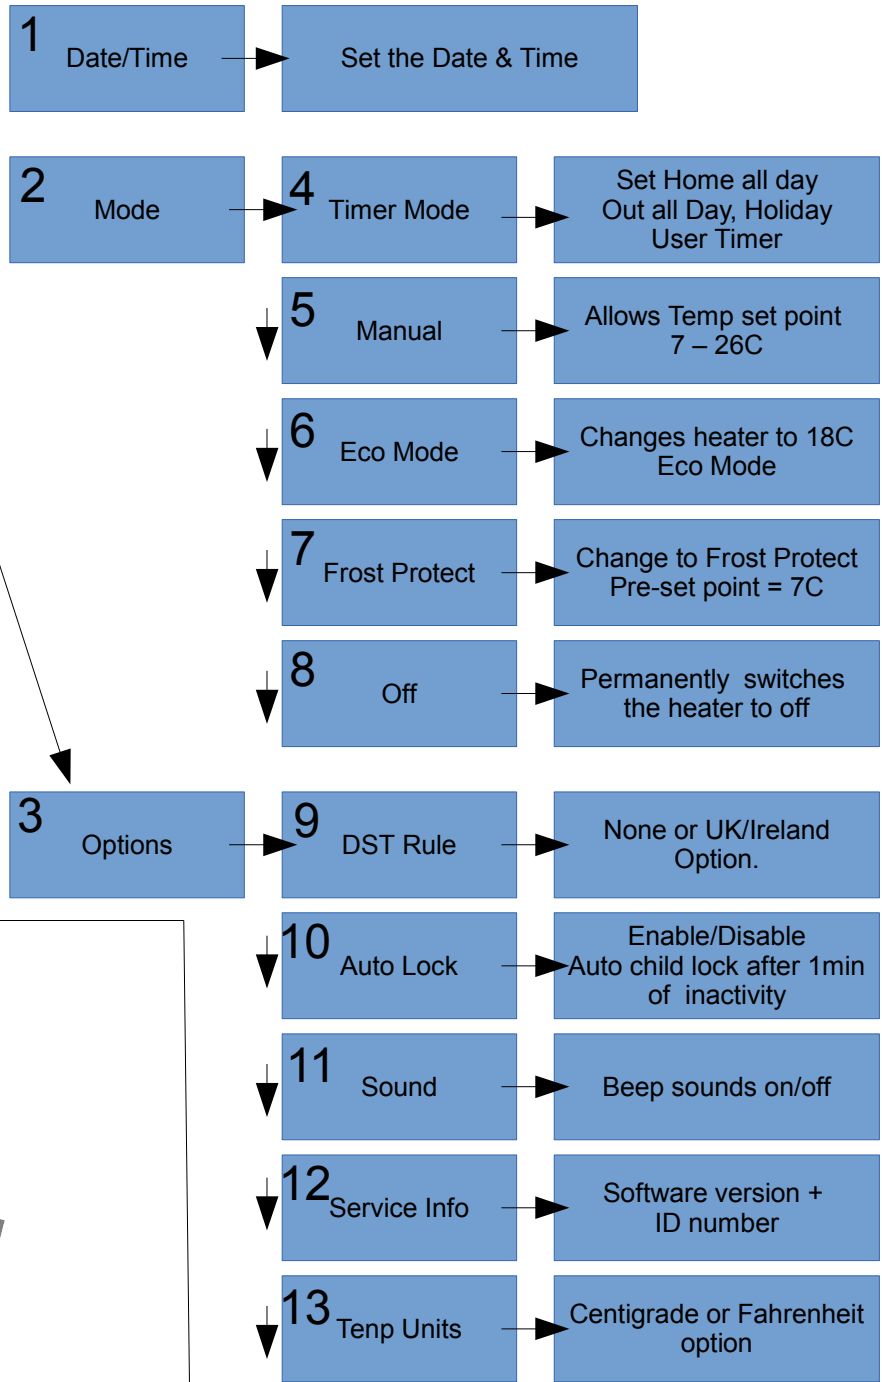 1
Date/Time
Set the Date & Time
2
Mode
4
Timer Mode
Set Home all day
Out all Day, Holiday
User Timer
5
Manual
Allows Temp set point
7 – 26C
6
Eco Mode
Changes heater to 18C
Eco Mode
7
Frost Protect
Change to Frost Protect
Pre-set point = 7C
8
Off
Permanently switches
the heater to off
3
Options
9
DST Rule
None or UK/Ireland
Option.
10
Auto Lock
Enable/Disable
Auto child lock after 1min
of inactivity
11
Sound
Beep sounds on/off
12
Service Info
Software version +
ID number
13
Tenp Units
Centigrade or Fahrenheit
option